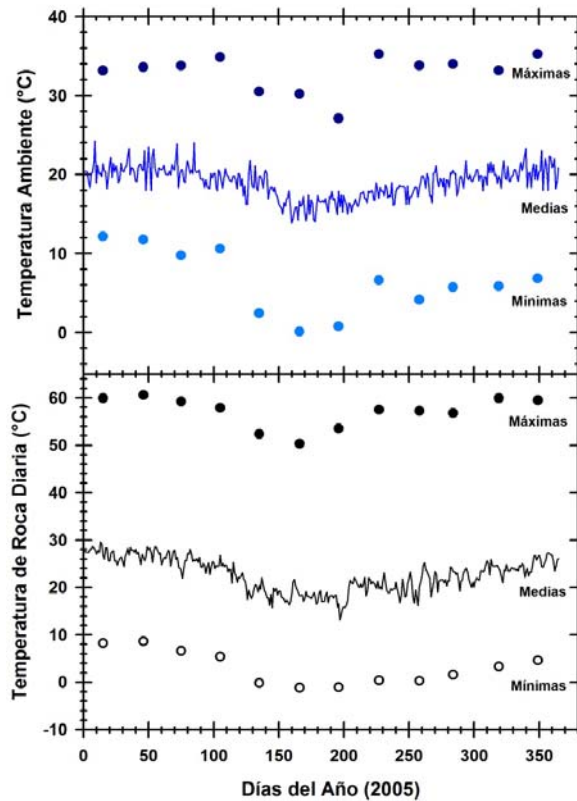 40
30
20
10
0
Temperatura Ambiente (°C)
Máximas
Medias
Mínimas
60
50
40
30
20
10
0
-10
Temperatura de Roca Diaria (°C)
Máximas
Medias
Mínimas
0 50 100 150 200 250 300 350
Días del Año (2005)